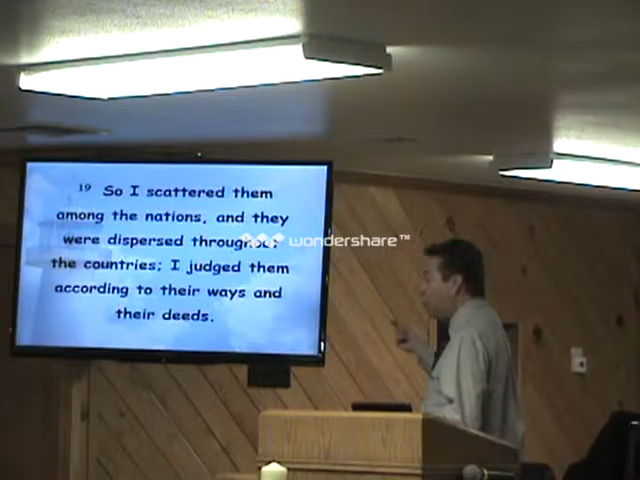 19 So I scattered them
among the nations, and they
were dispersed throughout
the countries; I judged them
according to their ways and
their deeds.
wondershare™